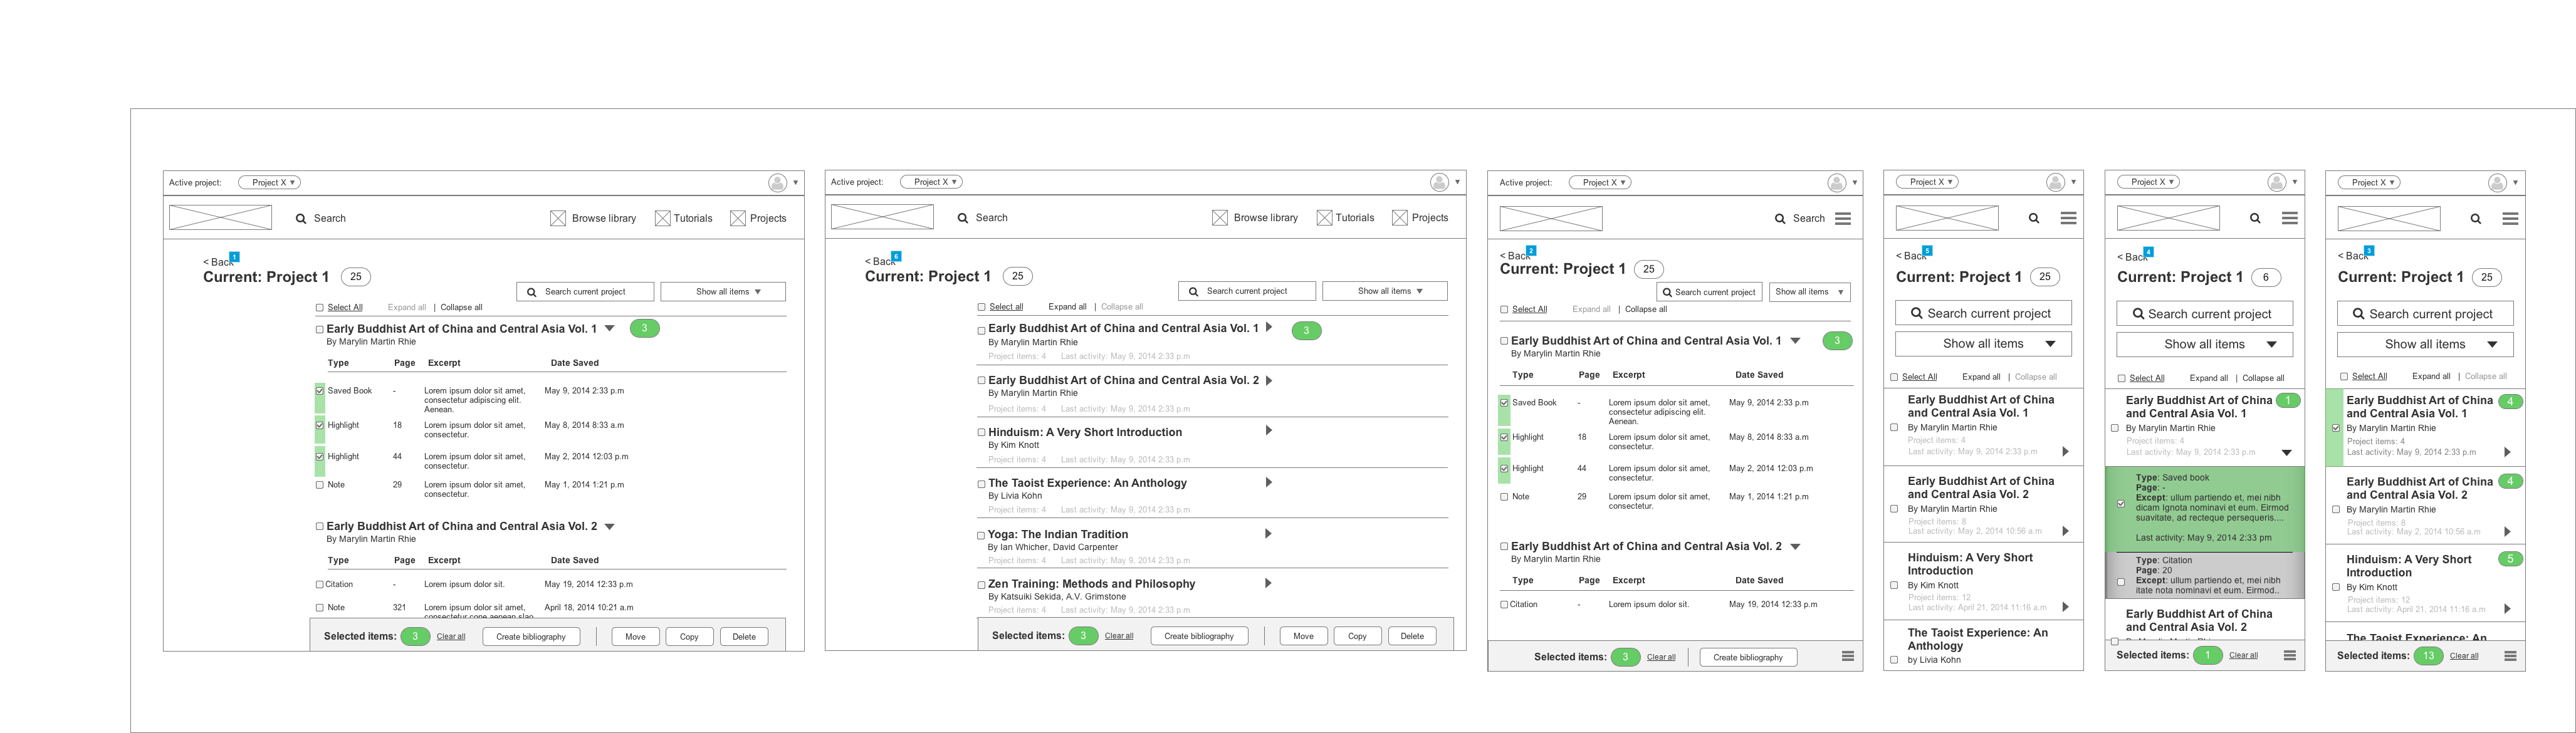 Active project: Project X
Search Browse library Tutorials Projects
1
< Back
Current: Project 1 25
Search current project Show all items
Select All Expand all | Collapse all
Early Buddhist Art of China and Central Asia Vol. 1 3
By Marylin Martin Rhie
Type Page Excerpt Date Saved
Saved Book - Lorem ipsum dolor sit amet, May 9, 2014 2:33 p.m
consectetur adipiscing elit.
Aenean.
Highlight 18 Lorem ipsum dolor sit amet, May 8, 2014 8:33 a.m
consectetur.
Highlight 44 Lorem ipsum dolor sit amet, May 2, 2014 12:03 p.m
consectetur.
Note 29 Lorem ipsum dolor sit amet, May 1, 2014 1:21 p.m
consectetur.
Early Buddhist Art of China and Central Asia Vol. 2
By Marylin Martin Rhie
Type Page Excerpt Date Saved
Citation - Lorem ipsum dolor sit. May 19, 2014 12:33 p.m
Note 321 Lorem ipsum dolor sit amet, April 18, 2014 10:21 a.m
Selected items: 3 Clear all Create bibliography Move Copy Delete
Active project: Project X
Search Browse library Tutorials Projects
6
< Back
Current: Project 1 25
Search current project Show all items
Select all Expand all | Collapse all
Early Buddhist Art of China and Central Asia Vol. 1 3
By Marylin Martin Rhie
Project items: 4 Last activity: May 9, 2014 2:33 p.m
Early Buddhist Art of China and Central Asia Vol. 2
By Marylin Martin Rhie
Project items: 4 Last activity: May 9, 2014 2:33 p.m
Hinduism: A Very Short Introduction
By Kim Knott
Project items: 4 Last activity: May 9, 2014 2:33 p.m
The Taoist Experience: An Anthology
By Livia Kohn
Project items: 4 Last activity: May 9, 2014 2:33 p.m
Yoga: The Indian Tradition
By Ian Whicher, David Carpenter
Project items: 4 Last activity: May 9, 2014 2:33 p.m
Zen Training: Methods and Philosophy
By Katsuiki Sekida, A.V. Grimstone
Project items: 4 Last activity: May 9, 2014 2:33 p.m
Selected items: 3 Clear all Create bibliography Move Copy Delete
Active project: Project X
Search
2
< Back
Current: Project 1 25
Search current project Show all items
Select All Expand all | Collapse all
Early Buddhist Art of China and Central Asia Vol. 1 3
By Marylin Martin Rhie
Type Page Excerpt Date Saved
Saved Book - Lorem ipsum dolor sit amet, May 9, 2014 2:33 p.m
consectetur adipiscing elit.
Aenean.
Highlight 18 Lorem ipsum dolor sit amet, May 8, 2014 8:33 a.m
consectetur.
Highlight 44 Lorem ipsum dolor sit amet, May 2, 2014 12:03 p.m
consectetur.
Note 29 Lorem ipsum dolor sit amet, May 1, 2014 1:21 p.m
consectetur.
Early Buddhist Art of China and Central Asia Vol. 2
By Marylin Martin Rhie
Type Page Excerpt Date Saved
Citation - Lorem ipsum dolor sit. May 19, 2014 12:33 p.m
Selected items: 3 Clear all Create bibliography
Project X
5
< Back
Current: Project 1 25
Search current project
Show all items
Select All Expand all | Collapse all
Early Buddhist Art of China
and Central Asia Vol. 1
By Marylin Martin Rhie
Project items: 4
Last activity: May 9, 2014 2:33 p.m
Early Buddhist Art of China
and Central Asia Vol. 2
By Marylin Martin Rhie
Project items: 8
Last activity: May 2, 2014 10:56 a.m
Hinduism: A Very Short
Introduction
By Kim Knott
Project items: 12
Last activity: April 21, 2014 11:16 a.m
The Taoist Experience: An
Anthology
by Livia Kohn
Project X
4
< Back
Current: Project 1 6
Search current project
Show all items
Select All Expand all | Collapse all
Early Buddhist Art of China 1
and Central Asia Vol. 1
By Marylin Martin Rhie
Project items: 4
Last activity: May 9, 2014 2:33 p.m
Type: Saved book
Page: -
Except: ullum partiendo et, mei nibh
dicam Ignota nominavi et eum. Eirmod
suavitate, ad recteque persequeris....
Last activity: May 9, 2014 2:33 pm
Type: Citation
Page: 20
Except: ullum partiendo et, mei nibh
itate nota nominavi et eum. Eirmod..
Early Buddhist Art of China
and Central Asia Vol. 2
Selected items: 1 Clear all
Project X
3
< Back
Current: Project 1 25
Search current project
Show all items
Select All Expand all | Collapse all
Early Buddhist Art of China 4
and Central Asia Vol. 1
By Marylin Martin Rhie
Project items: 4
Last activity: May 9, 2014 2:33 p.m
Early Buddhist Art of China 4
and Central Asia Vol. 2
By Marylin Martin Rhie
Project items: 8
Last activity: May 2, 2014 10:56 a.m
Hinduism: A Very Short 5
Introduction
By Kim Knott
Project items: 12
Last activity: April 21, 2014 11:16 a.m
The Taoist Experience: An
Selected items: 13 Clear all